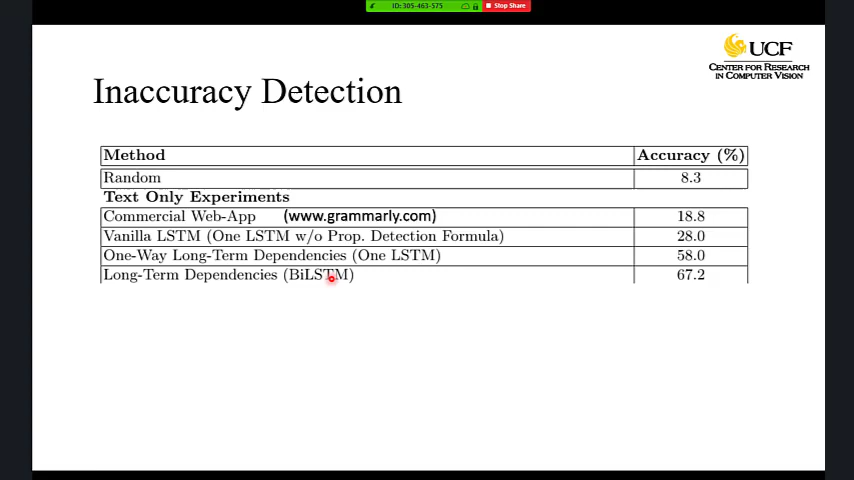 ID: 305-463-575 Stop Share
UCF
CENTER FOR RESEARCH
IN COMPUTER VISION
Inaccuracy Detection
Method Accuracy (%)
Random 8.3
Text Only Experiments
Commercial Web-App (www.grammarly.com) 18.8
Vanilla LSTM (One LSTM w/o Prop. Detection Formula) 28.0
One-Way Long-Term Dependencies (One LSTM) 58.0
Long-Term Dependencies (BiLSTM) 67.2